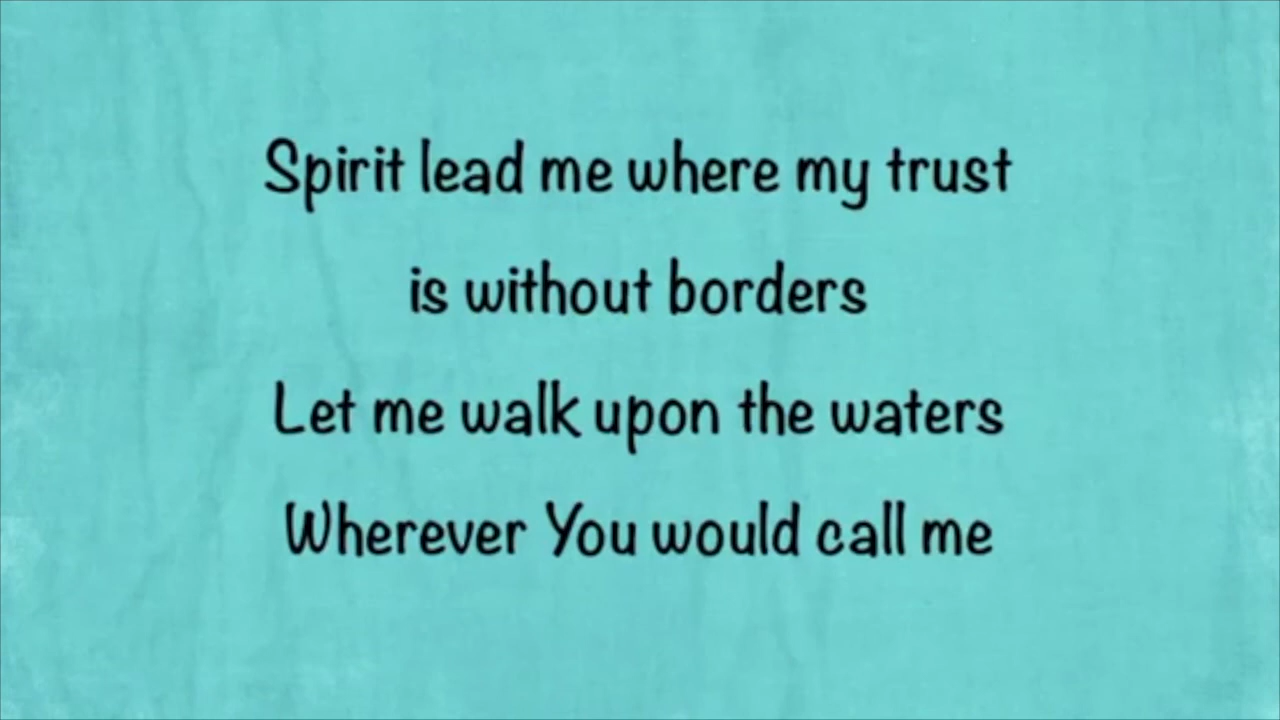 Spirit lead me where my trust
is without borders
Let me walk upon the waters
Wherever You would call me